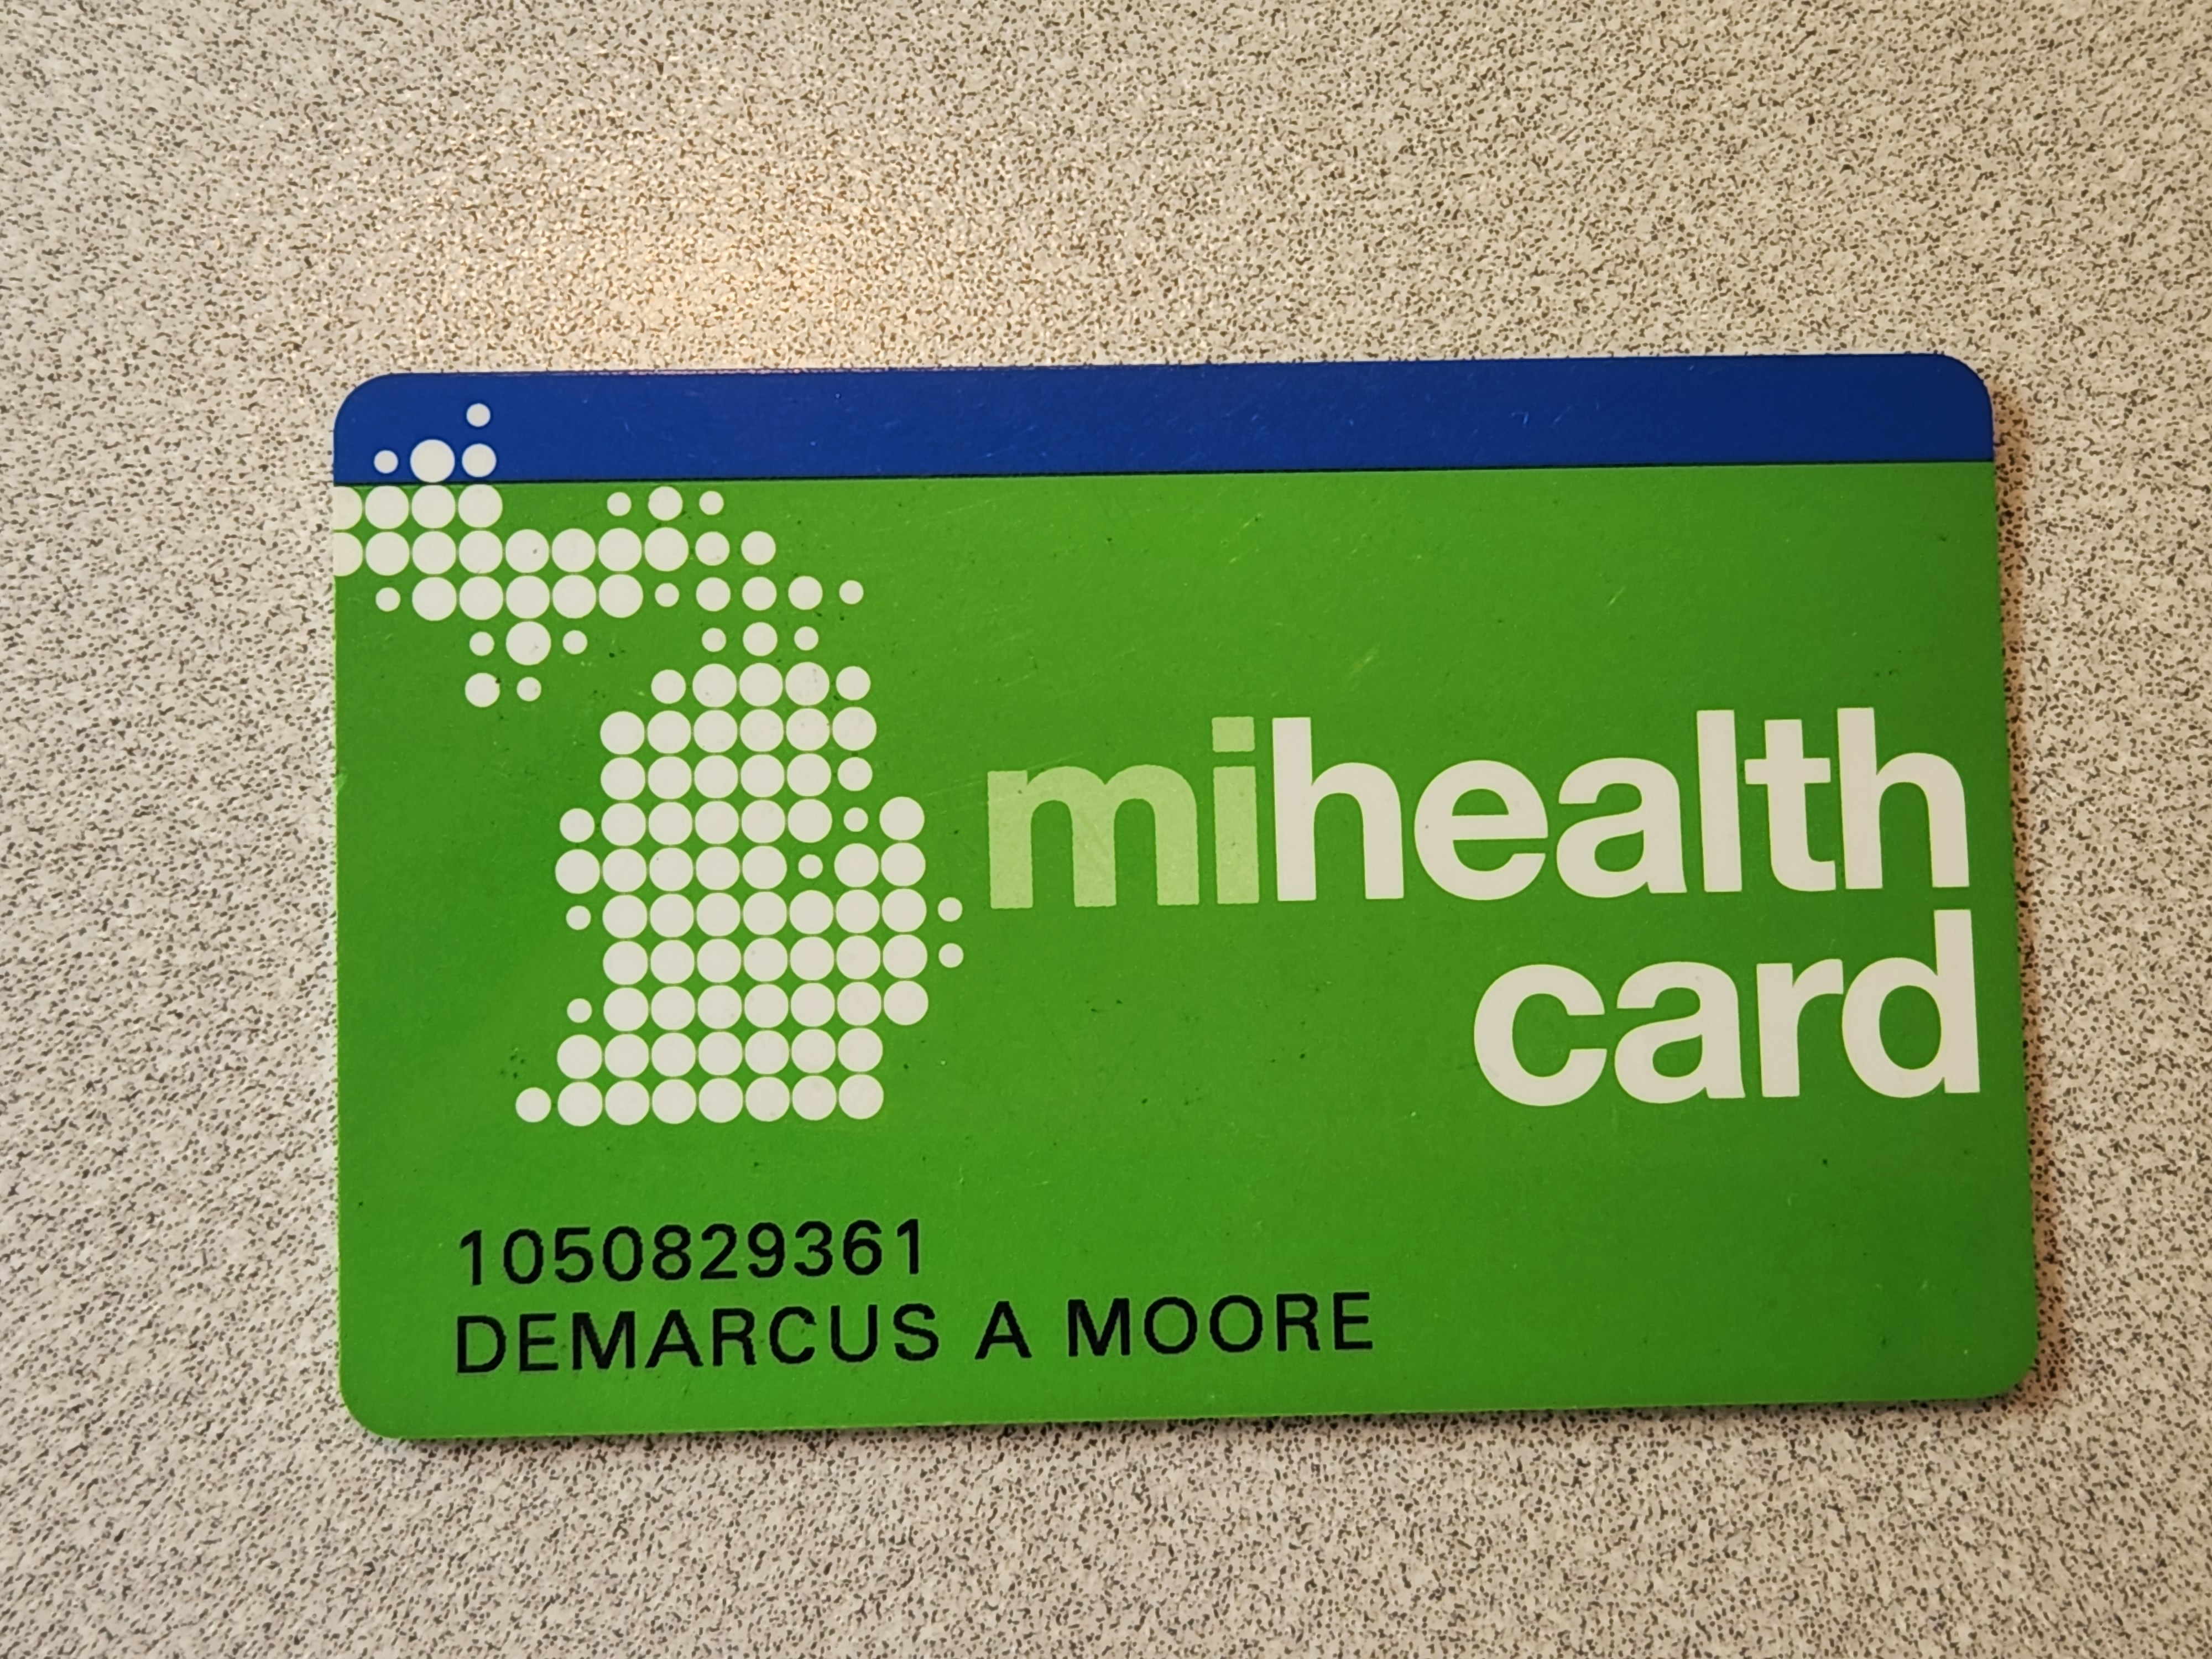 mihealth
card
1050829361
DEMARCUS A MOORE